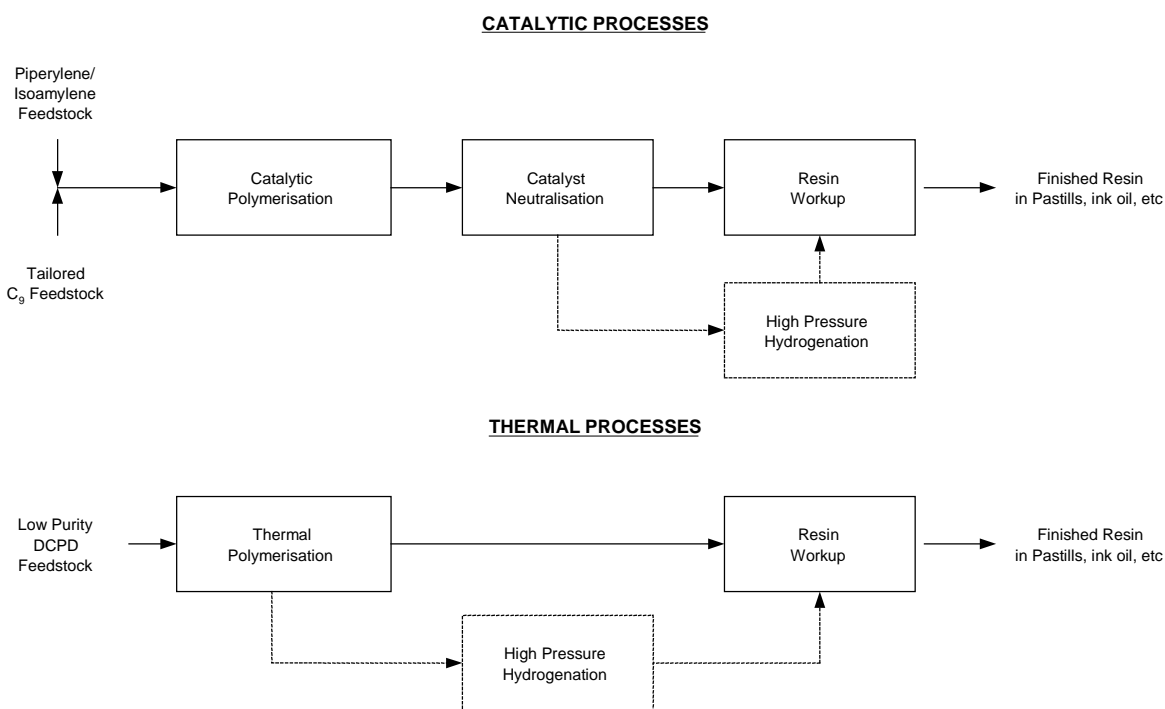 CATALYTIC PROCESSES
Piperylene/
Isoamylene
Feedstock
Catalytic
Polymerisation
Catalyst
Neutralisation
Resin
Workup
Finished Resin
in Pastills, ink oil, etc
Tailored
C₉ Feedstock
High Pressure
Hydrogenation
THERMAL PROCESSES
Low Purity
DCPD
Feedstock
Thermal
Polymerisation
Resin
Workup
Finished Resin
in Pastills, ink oil, etc
High Pressure
Hydrogenation